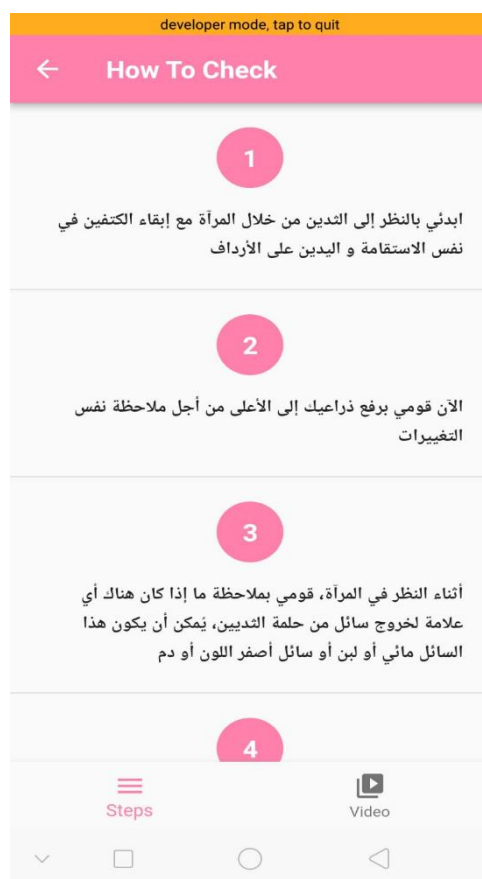 developer mode, tap to quit
How To Check
1
ابدئي بالنظر إلى الثدين من خلال المرآة مع إبقاء الكتفين في
نفس الاستقامة و اليدين على الأرداف
2
الآن قومي برفع ذراعيك إلى الأعلى من أجل ملاحظة نفس
التغييرات
3
أثناء النظر في المرآة، قومي بملاحظة ما إذا كان هناك أي
علامة لخروج سائل من حلمة الثديين، يُمكن أن يكون هذا
السائل مائي أو لبن أو سائل أصفر اللون أو دم
4
Steps
Video